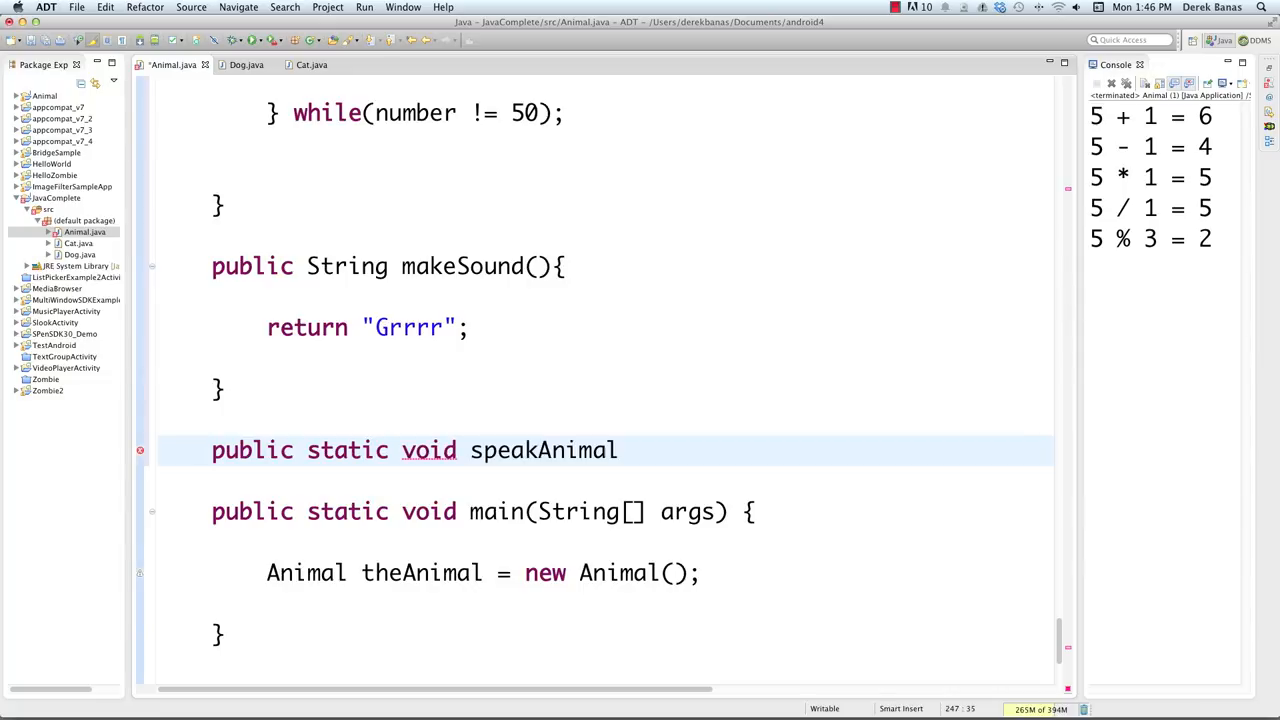 ADT File Edit Refactor Source Navigate Search Project Run Window Help 10 Mon 1:46 PM Derek Banas
Java – JavaComplete/src/Animal.java – ADT – /Users/derekbanas/Documents/android4
Quick Access Java DDMS
Package Exp *Animal.java Dog.java Cat.java Console
<terminated> Animal (1) [Java Application] /S
Animal
appcompat_v7
appcompat_v7_2
appcompat_v7_3
appcompat_v7_4
BridgeSample
HelloWorld
HelloZombie
ImageFilterSampleApp
JavaComplete
src
(default package)
Animal.java
Cat.java
Dog.java
JRE System Library [Ja
ListPickerExample2Activi
MediaBrowser
MultiWindowSDKExample
MusicPlayerActivity
SlookActivity
SPenSDK30_Demo
TestAndroid
TextGroupActivity
VideoPlayerActivity
Zombie
Zombie2
} while(number != 50);
}
public String makeSound(){
return "Grrrr";
}
public static void speakAnimal
public static void main(String[] args) {
Animal theAnimal = new Animal();
}
5 + 1 = 6
5 - 1 = 4
5 * 1 = 5
5 / 1 = 5
5 % 3 = 2
Writable Smart Insert 247 : 35 265M of 394M